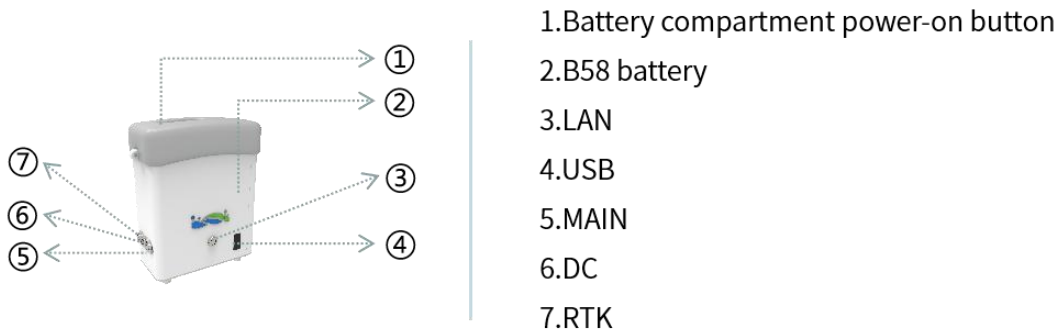 ①
②
③
④
⑤
⑥
⑦
1.Battery compartment power-on button
2.B58 battery
3.LAN
4.USB
5.MAIN
6.DC
7.RTK